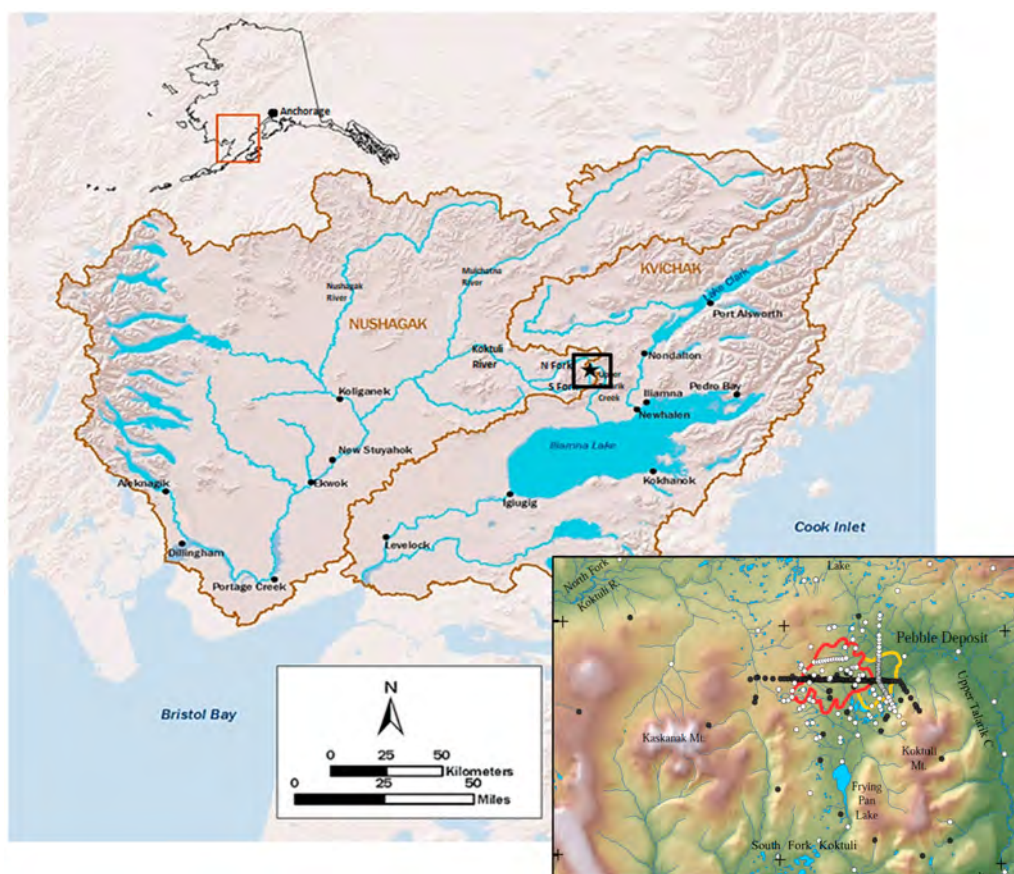 Anchorage
KVICHAK
Lake Clark
Mulchatna
River
Nushagak
River
Port Alsworth
NUSHAGAK
Koktuli
River
N Fork
Nondalton
S Fork
Upper
Creek
Pedro Bay
Koliganek
Iliamna
Newhalen
Iliamna Lake
New Stuyahok
Kokhanok
Aleknagik
Ekwok
Igiugig
Cook Inlet
Levelock
Dillingham
Portage Creek
Bristol Bay
N
0 25 50
Kilometers
0 25 50
Miles
North Fork
Koktuli R.
Lake
Pebble Deposit
Upper Talarik C
Kaskanak Mt.
Koktuli
Mt.
Frying
Pan
Lake
South Fork Koktuli